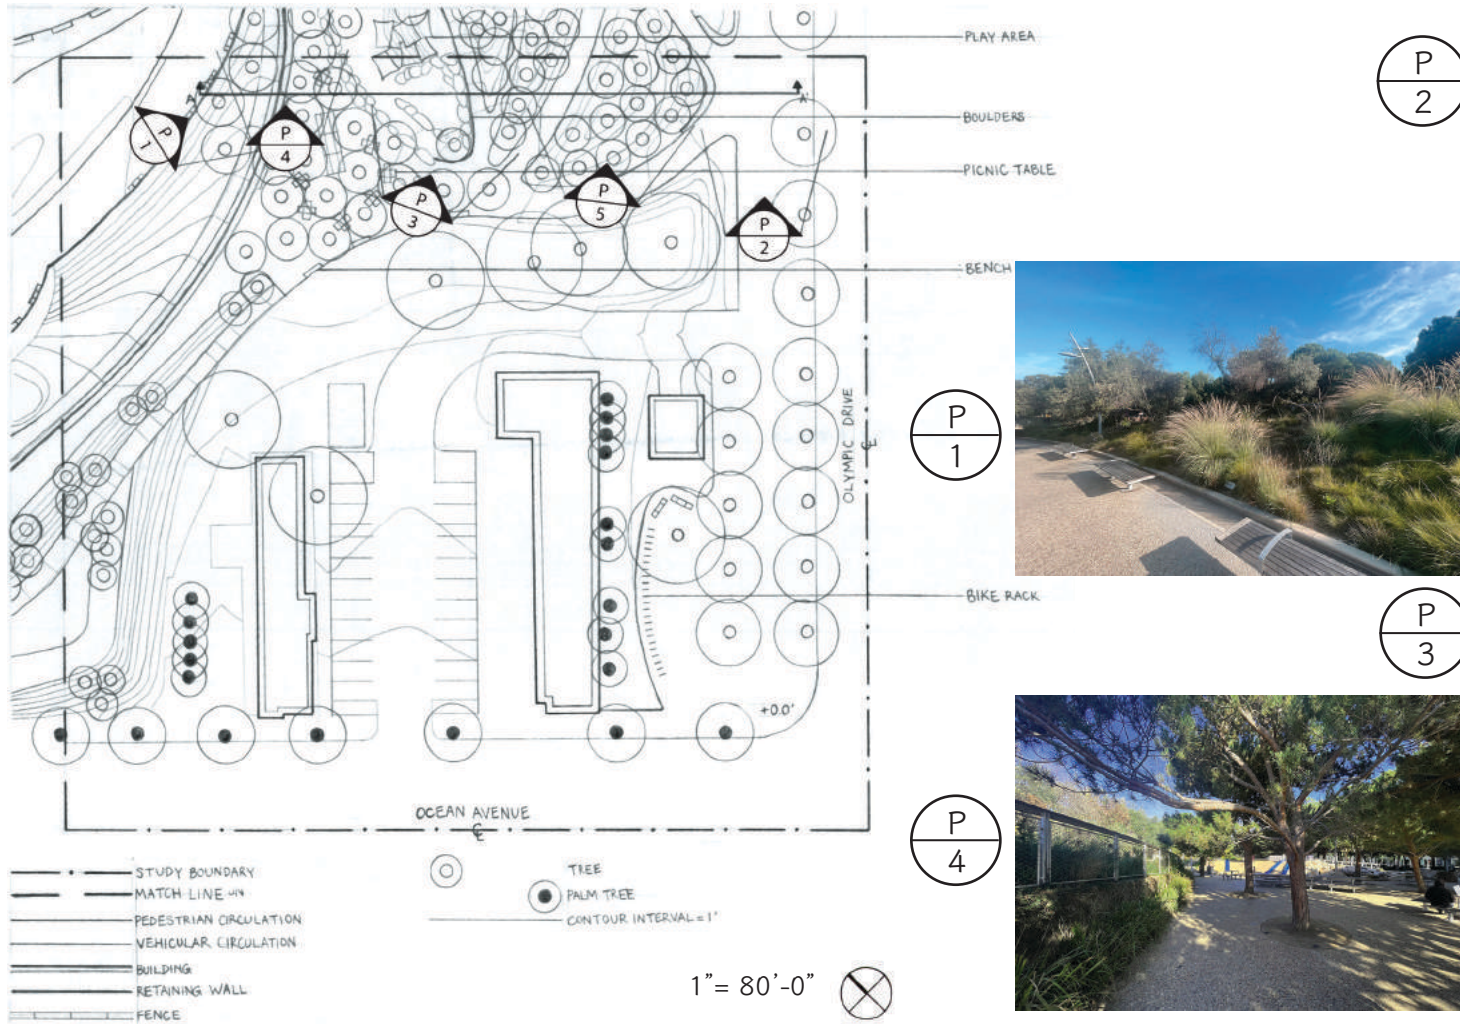 PLAY AREA
P
2
A
A'
BOULDERS
P
1
P
4
PICNIC TABLE
P
3
P
5
P
2
BENCH
P
1
OLYMPIC DRIVE
CL
BIKE RACK
P
3
+0.0'
OCEAN AVENUE
CL
P
4
STUDY BOUNDARY
MATCH LINE
PEDESTRIAN CIRCULATION
VEHICULAR CIRCULATION
BUILDING
RETAINING WALL
FENCE
TREE
PALM TREE
CONTOUR INTERVAL = 1'
1”= 80’-0”